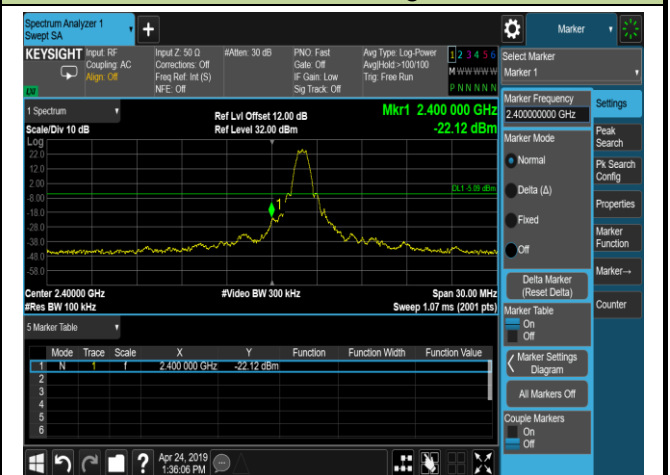 Spectrum Analyzer 1
Swept SA
+
Marker
KEYSIGHT
Input: RF
Coupling: AC
Align: Off
Input Z: 50 Ω
Corrections: Off
Freq Ref: Int (S)
NFE: Off
#Atten: 30 dB
PNO: Fast
Gate: Off
IF Gain: Low
Sig Track: Off
Avg Type: Log-Power
Avg|Hold:>100/100
Trig: Free Run
1 2 3 4 5 6
M W W W W W
P N N N N N
Select Marker
Marker 1
LXI
1 Spectrum
Scale/Div 10 dB
Log
Ref Lvl Offset 12.00 dB
Ref Level 32.00 dBm
Mkr1 2.400 000 GHz
-22.12 dBm
22.0
12.0
2.00
-8.00
-18.0
-28.0
-38.0
-48.0
-58.0
DL1 -5.09 dBm
1
Center 2.40000 GHz
#Res BW 100 kHz
#Video BW 300 kHz
Span 30.00 MHz
Sweep 1.07 ms (2001 pts)
5 Marker Table
Mode Trace Scale X Y Function Function Width Function Value
1 N 1 f 2.400 000 GHz -22.12 dBm
2
3
4
5
6
Marker Frequency
2.400000000 GHz
Marker Mode
Normal
Delta (Δ)
Fixed
Off
Delta Marker
(Reset Delta)
Marker Table
On
Off
Marker Settings
Diagram
All Markers Off
Couple Markers
On
Off
Settings
Peak
Search
Pk Search
Config
Properties
Marker
Function
Marker→
Counter
?
Apr 24, 2019
1:36:06 PM